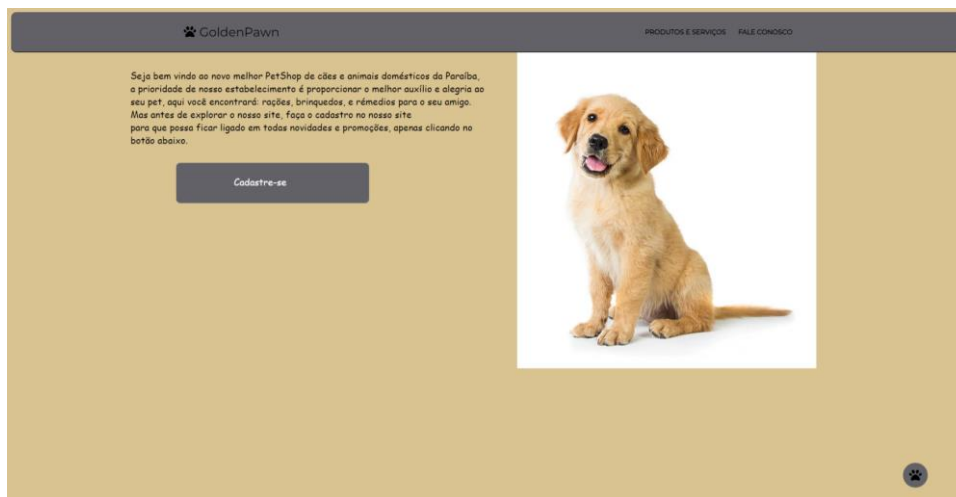 GoldenPawn
PRODUTOS E SERVIÇOS FALE CONOSCO
Seja bem vindo ao novo melhor PetShop de cães e animais domésticos da Paraíba,
a prioridade de nosso estabelecimento é proporcionar o melhor auxílio e alegria ao
seu pet, aqui você encontrará: rações, brinquedos, e rémedios para o seu amigo.
Mas antes de explorar o nosso site, faça o cadastro no nosso site
para que possa ficar ligado em todas novidades e promoções, apenas clicando no
botão abaixo.
Cadastre-se